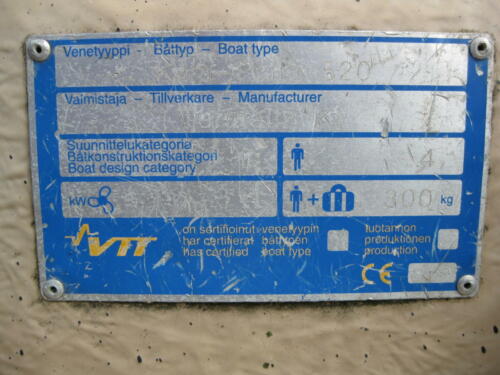 Venetyyppi - Båttyp - Boat type
Valmistaja - Tillverkare - Manufacturer
Suunnittelukategoria
Båtkonstruktionskategori
Boat design category
4
kW
+
300 kg
VTT
on sertifioinut venetyypin
har certifierat båttypen
has certified boat type
tuotannon
produktionen
production
CE